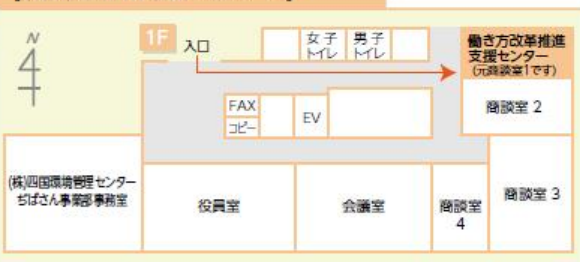 N
1F
入口
女子
トイレ
男子
トイレ
働き方改革推進
支援センター
(元商談室1です)
FAX
コピー
EV
商談室 2
(株)四国環境管理センター
ぢばさん事業部事務室
役員室
会議室
商談室
4
商談室 3